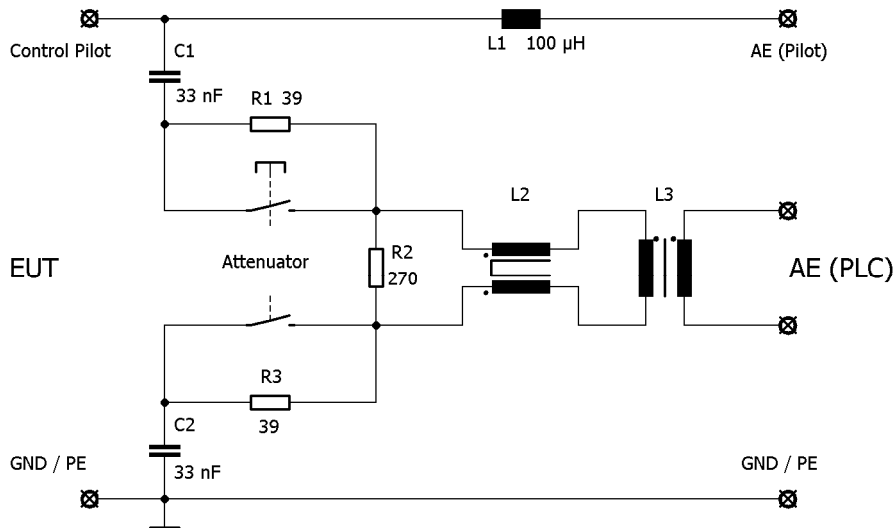 L1 100 µH
Control Pilot
C1
AE (Pilot)
33 nF
R1 39
L2
L3
R2
270
EUT
Attenuator
AE (PLC)
R3
39
C2
GND / PE
33 nF
GND / PE